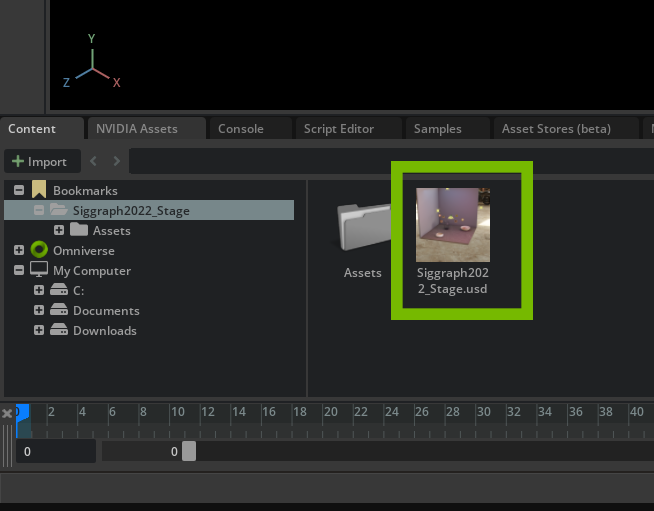 Y
Z X
Content NVIDIA Assets Console Script Editor Samples Asset Stores (beta)
+ Import
Bookmarks
Siggraph2022_Stage
Assets
Omniverse
My Computer
C:
Documents
Downloads
Assets
Siggraph202
2_Stage.usd
0 2 4 6 8 10 12 14 16 18 20 22 24 26 28 30 32 34 36 38 40
0 0